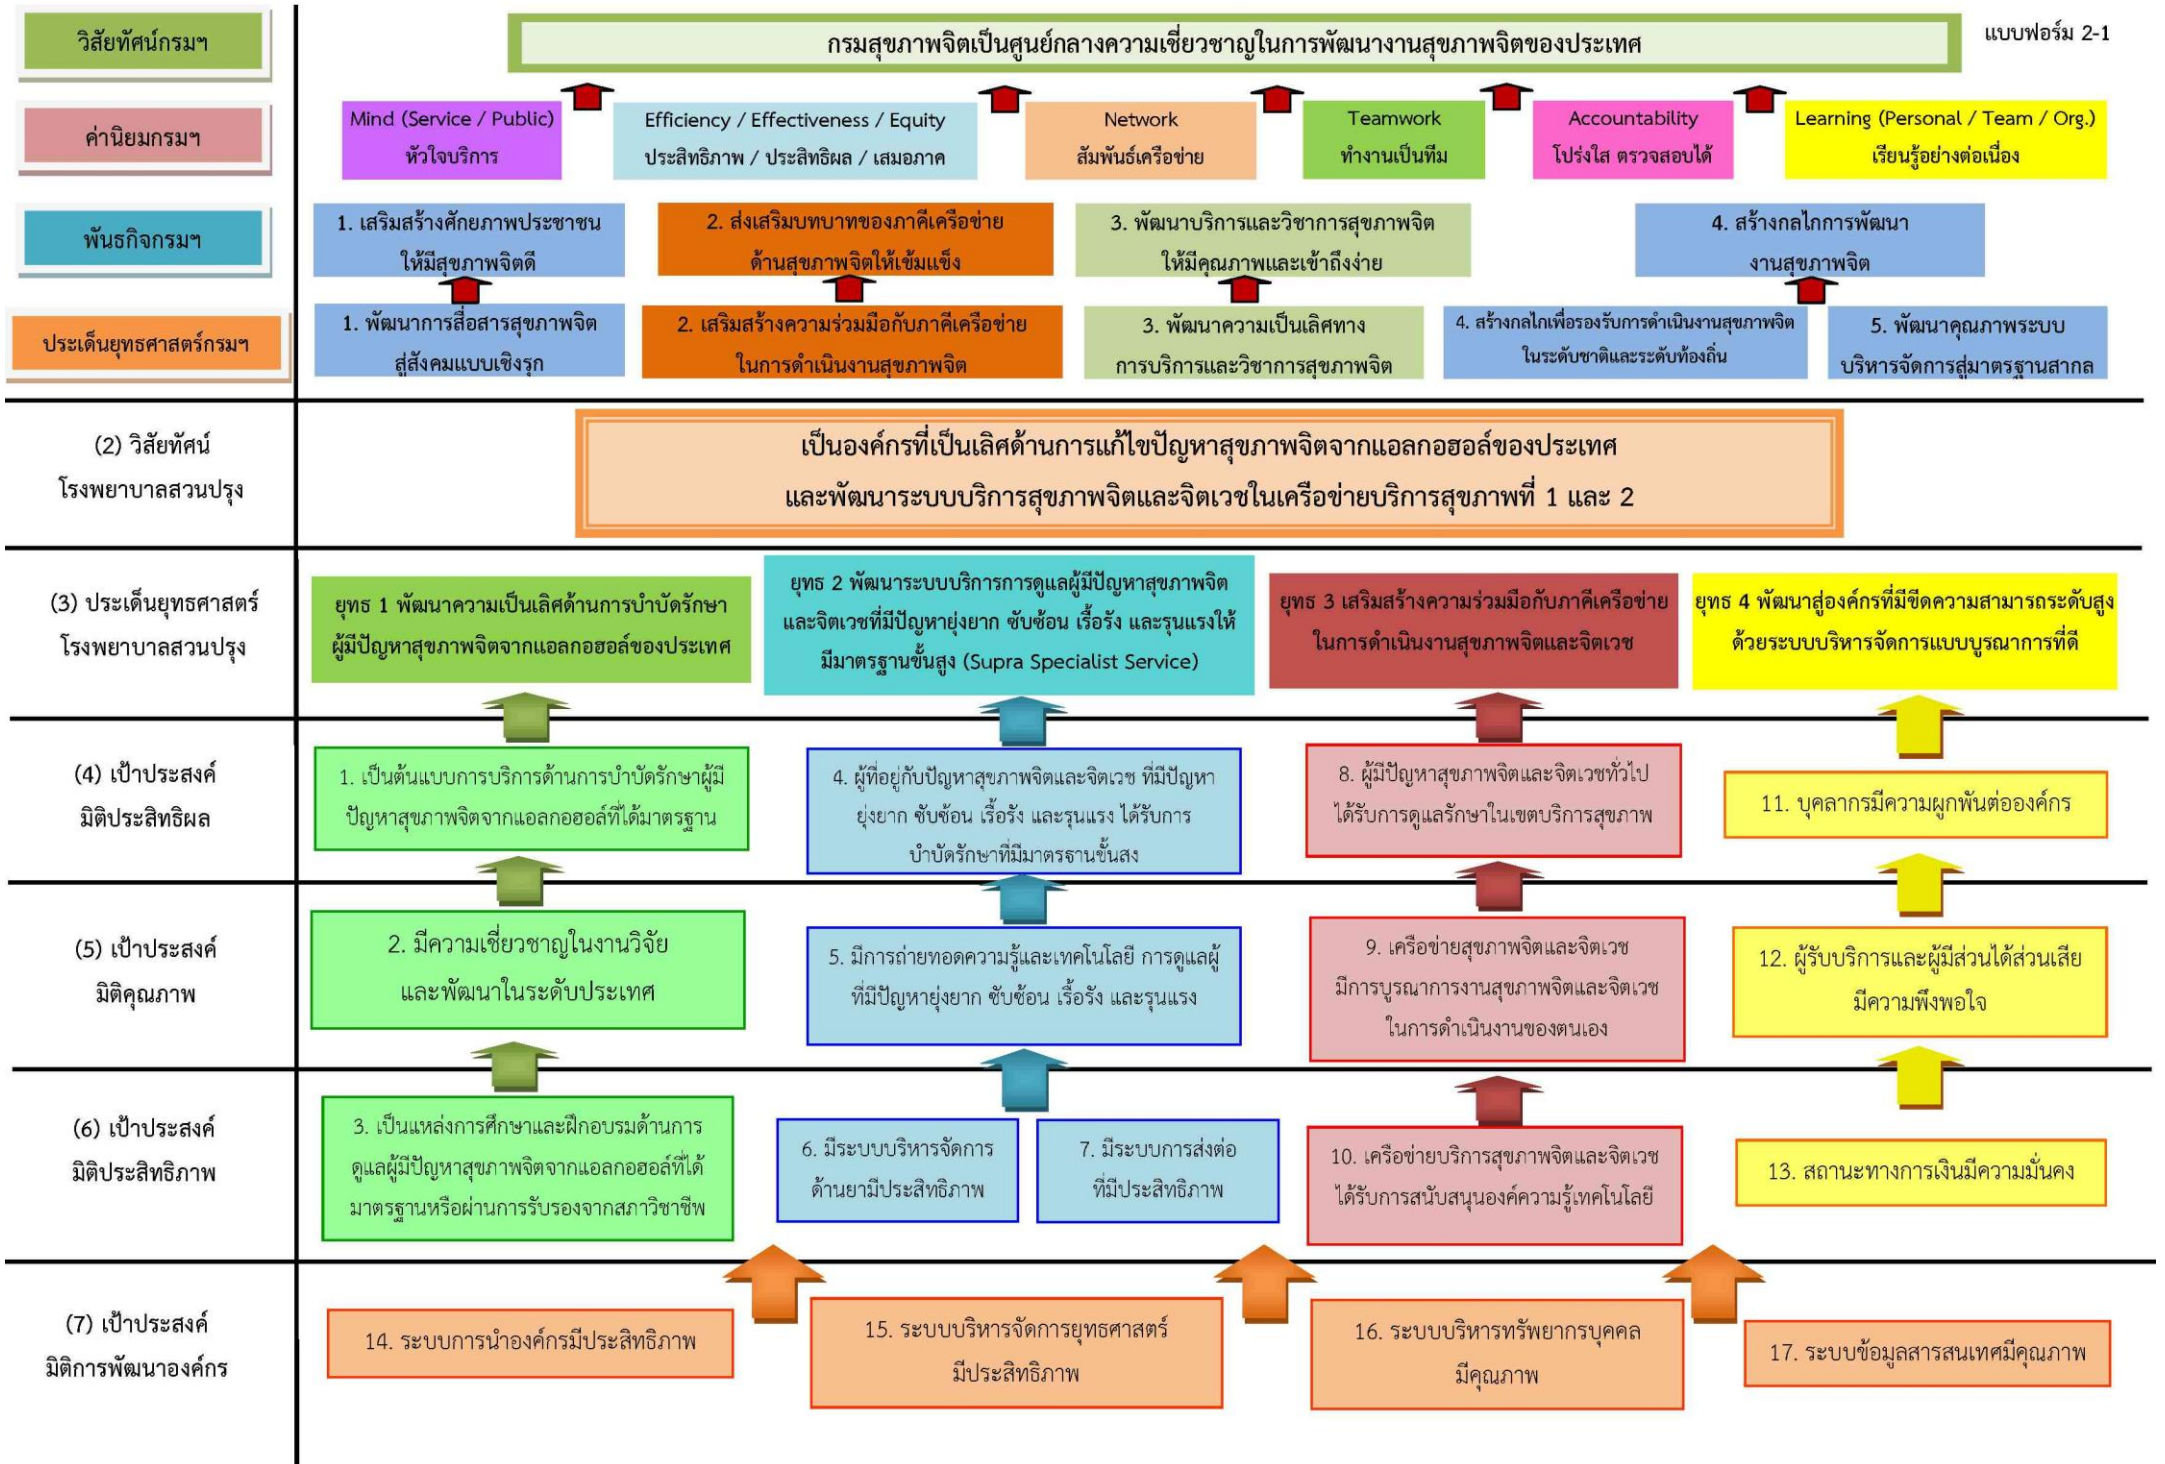 วิสัยทัศน์กรมฯ
กรมสุขภาพจิตเป็นศูนย์กลางความเชี่ยวชาญในการพัฒนางานสุขภาพจิตของประเทศ
แบบฟอร์ม 2-1
ค่านิยมกรมฯ
Mind (Service / Public)
หัวใจบริการ
Efficiency / Effectiveness / Equity
ประสิทธิภาพ / ประสิทธิผล / เสมอภาค
Network
สัมพันธ์เครือข่าย
Teamwork
ทำงานเป็นทีม
Accountability
โปร่งใส ตรวจสอบได้
Learning (Personal / Team / Org.)
เรียนรู้อย่างต่อเนื่อง
พันธกิจกรมฯ
1. เสริมสร้างศักยภาพประชาชน
ให้มีสุขภาพจิตดี
2. ส่งเสริมบทบาทของภาคีเครือข่าย
ด้านสุขภาพจิตให้เข้มแข็ง
3. พัฒนาบริการและวิชาการสุขภาพจิต
ให้มีคุณภาพและเข้าถึงง่าย
4. สร้างกลไกการพัฒนา
งานสุขภาพจิต
ประเด็นยุทธศาสตร์กรมฯ
1. พัฒนาการสื่อสารสุขภาพจิต
สู่สังคมแบบเชิงรุก
2. เสริมสร้างความร่วมมือกับภาคีเครือข่าย
ในการดำเนินงานสุขภาพจิต
3. พัฒนาความเป็นเลิศทาง
การบริการและวิชาการสุขภาพจิต
4. สร้างกลไกเพื่อรองรับการดำเนินงานสุขภาพจิต
ในระดับชาติและระดับท้องถิ่น
5. พัฒนาคุณภาพระบบ
บริหารจัดการสู่มาตรฐานสากล
(2) วิสัยทัศน์
โรงพยาบาลสวนปรุง
เป็นองค์กรที่เป็นเลิศด้านการแก้ไขปัญหาสุขภาพจิตจากแอลกอฮอล์ของประเทศ
และพัฒนาระบบบริการสุขภาพจิตและจิตเวชในเครือข่ายบริการสุขภาพที่ 1 และ 2
(3) ประเด็นยุทธศาสตร์
โรงพยาบาลสวนปรุง
ยุทธ 1 พัฒนาความเป็นเลิศด้านการบำบัดรักษา
ผู้มีปัญหาสุขภาพจิตจากแอลกอฮอล์ของประเทศ
ยุทธ 2 พัฒนาระบบบริการการดูแลผู้มีปัญหาสุขภาพจิต
และจิตเวชที่มีปัญหายุ่งยาก ซับซ้อน เรื้อรัง และรุนแรงให้
มีมาตรฐานขั้นสูง (Supra Specialist Service)
ยุทธ 3 เสริมสร้างความร่วมมือกับภาคีเครือข่าย
ในการดำเนินงานสุขภาพจิตและจิตเวช
ยุทธ 4 พัฒนาสู่องค์กรที่มีขีดความสามารถระดับสูง
ด้วยระบบบริหารจัดการแบบบูรณาการที่ดี
(4) เป้าประสงค์
มิติประสิทธิผล
1. เป็นต้นแบบการบริการด้านการบำบัดรักษาผู้มี
ปัญหาสุขภาพจิตจากแอลกอฮอล์ที่ได้มาตรฐาน
4. ผู้ที่อยู่กับปัญหาสุขภาพจิตและจิตเวช ที่มีปัญหา
ยุ่งยาก ซับซ้อน เรื้อรัง และรุนแรง ได้รับการ
บำบัดรักษาที่มีมาตรฐานขั้นสูง
8. ผู้มีปัญหาสุขภาพจิตและจิตเวชทั่วไป
ได้รับการดูแลรักษาในเขตบริการสุขภาพ
11. บุคลากรมีความผูกพันต่อองค์กร
(5) เป้าประสงค์
มิติคุณภาพ
2. มีความเชี่ยวชาญในงานวิจัย
และพัฒนาในระดับประเทศ
5. มีการถ่ายทอดความรู้และเทคโนโลยี การดูแลผู้
ที่มีปัญหายุ่งยาก ซับซ้อน เรื้อรัง และรุนแรง
9. เครือข่ายสุขภาพจิตและจิตเวช
มีการบูรณาการงานสุขภาพจิตและจิตเวช
ในการดำเนินงานของตนเอง
12. ผู้รับบริการและผู้มีส่วนได้ส่วนเสีย
มีความพึงพอใจ
(6) เป้าประสงค์
มิติประสิทธิภาพ
3. เป็นแหล่งการศึกษาและฝึกอบรมด้านการ
ดูแลผู้มีปัญหาสุขภาพจิตจากแอลกอฮอล์ที่ได้
มาตรฐานหรือผ่านการรับรองจากสภาวิชาชีพ
6. มีระบบบริหารจัดการ
ด้านยามีประสิทธิภาพ
7. มีระบบการส่งต่อ
ที่มีประสิทธิภาพ
10. เครือข่ายบริการสุขภาพจิตและจิตเวช
ได้รับการสนับสนุนองค์ความรู้เทคโนโลยี
13. สถานะทางการเงินมีความมั่นคง
(7) เป้าประสงค์
มิติการพัฒนาองค์กร
14. ระบบการนำองค์กรมีประสิทธิภาพ
15. ระบบบริหารจัดการยุทธศาสตร์
มีประสิทธิภาพ
16. ระบบบริหารทรัพยากรบุคคล
มีคุณภาพ
17. ระบบข้อมูลสารสนเทศมีคุณภาพ